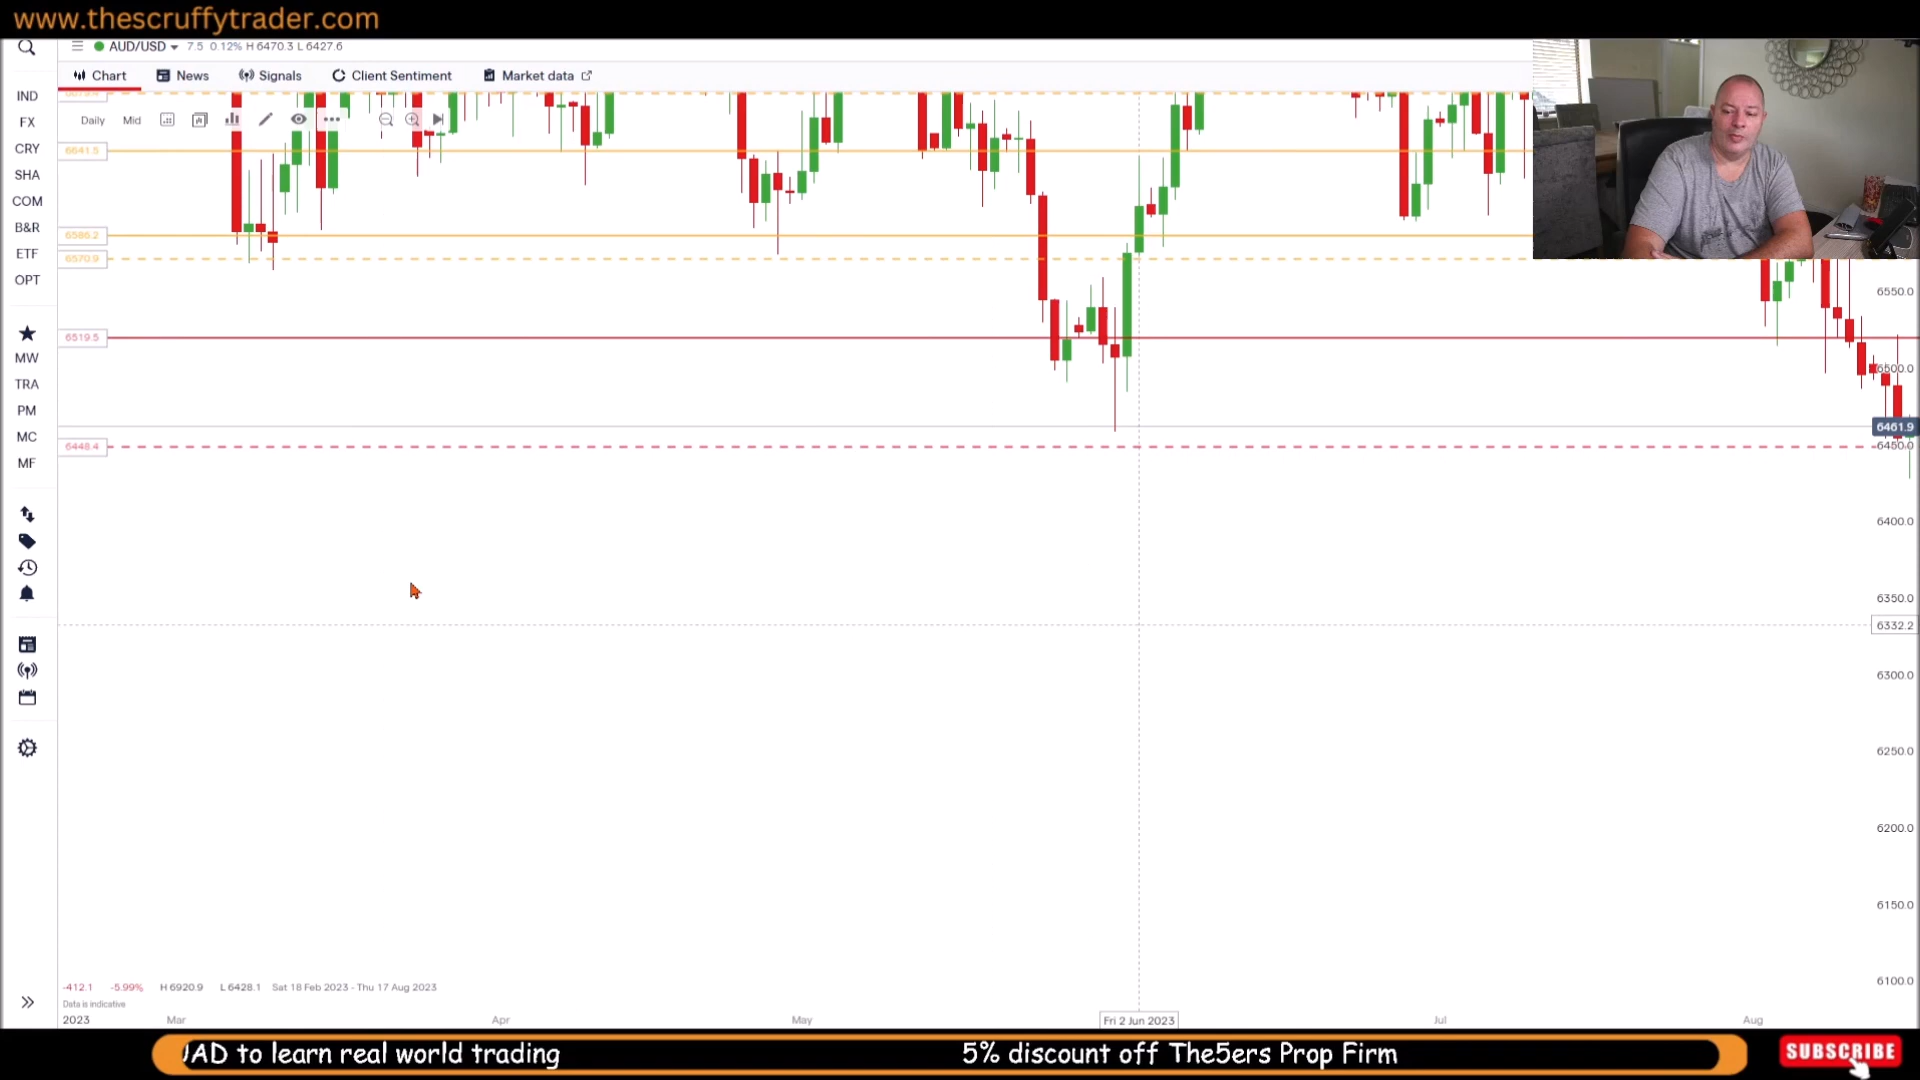 www.thescruffytrader.com
AUD/USD 7.5 0.12% H 6470.3 L 6427.6
Chart News Signals Client Sentiment Market data
Daily Mid
IND
FX
CRY
SHA
COM
B&R
ETF
OPT
MW
TRA
PM
MC
MF
6641.5
6586.2
6570.9
6519.5
6448.4
6550.0
6500.0
6461.9
6450.0
6400.0
6350.0
6332.2
6300.0
6250.0
6200.0
6150.0
6100.0
-412.1 -5.99% H 6920.9 L 6428.1 Sat 18 Feb 2023 - Thu 17 Aug 2023
Data is indicative
2023 Mar Apr May Fri 2 Jun 2023 Jul Aug
to learn real world trading 5% discount off The5ers Prop Firm
SUBSCRIBE